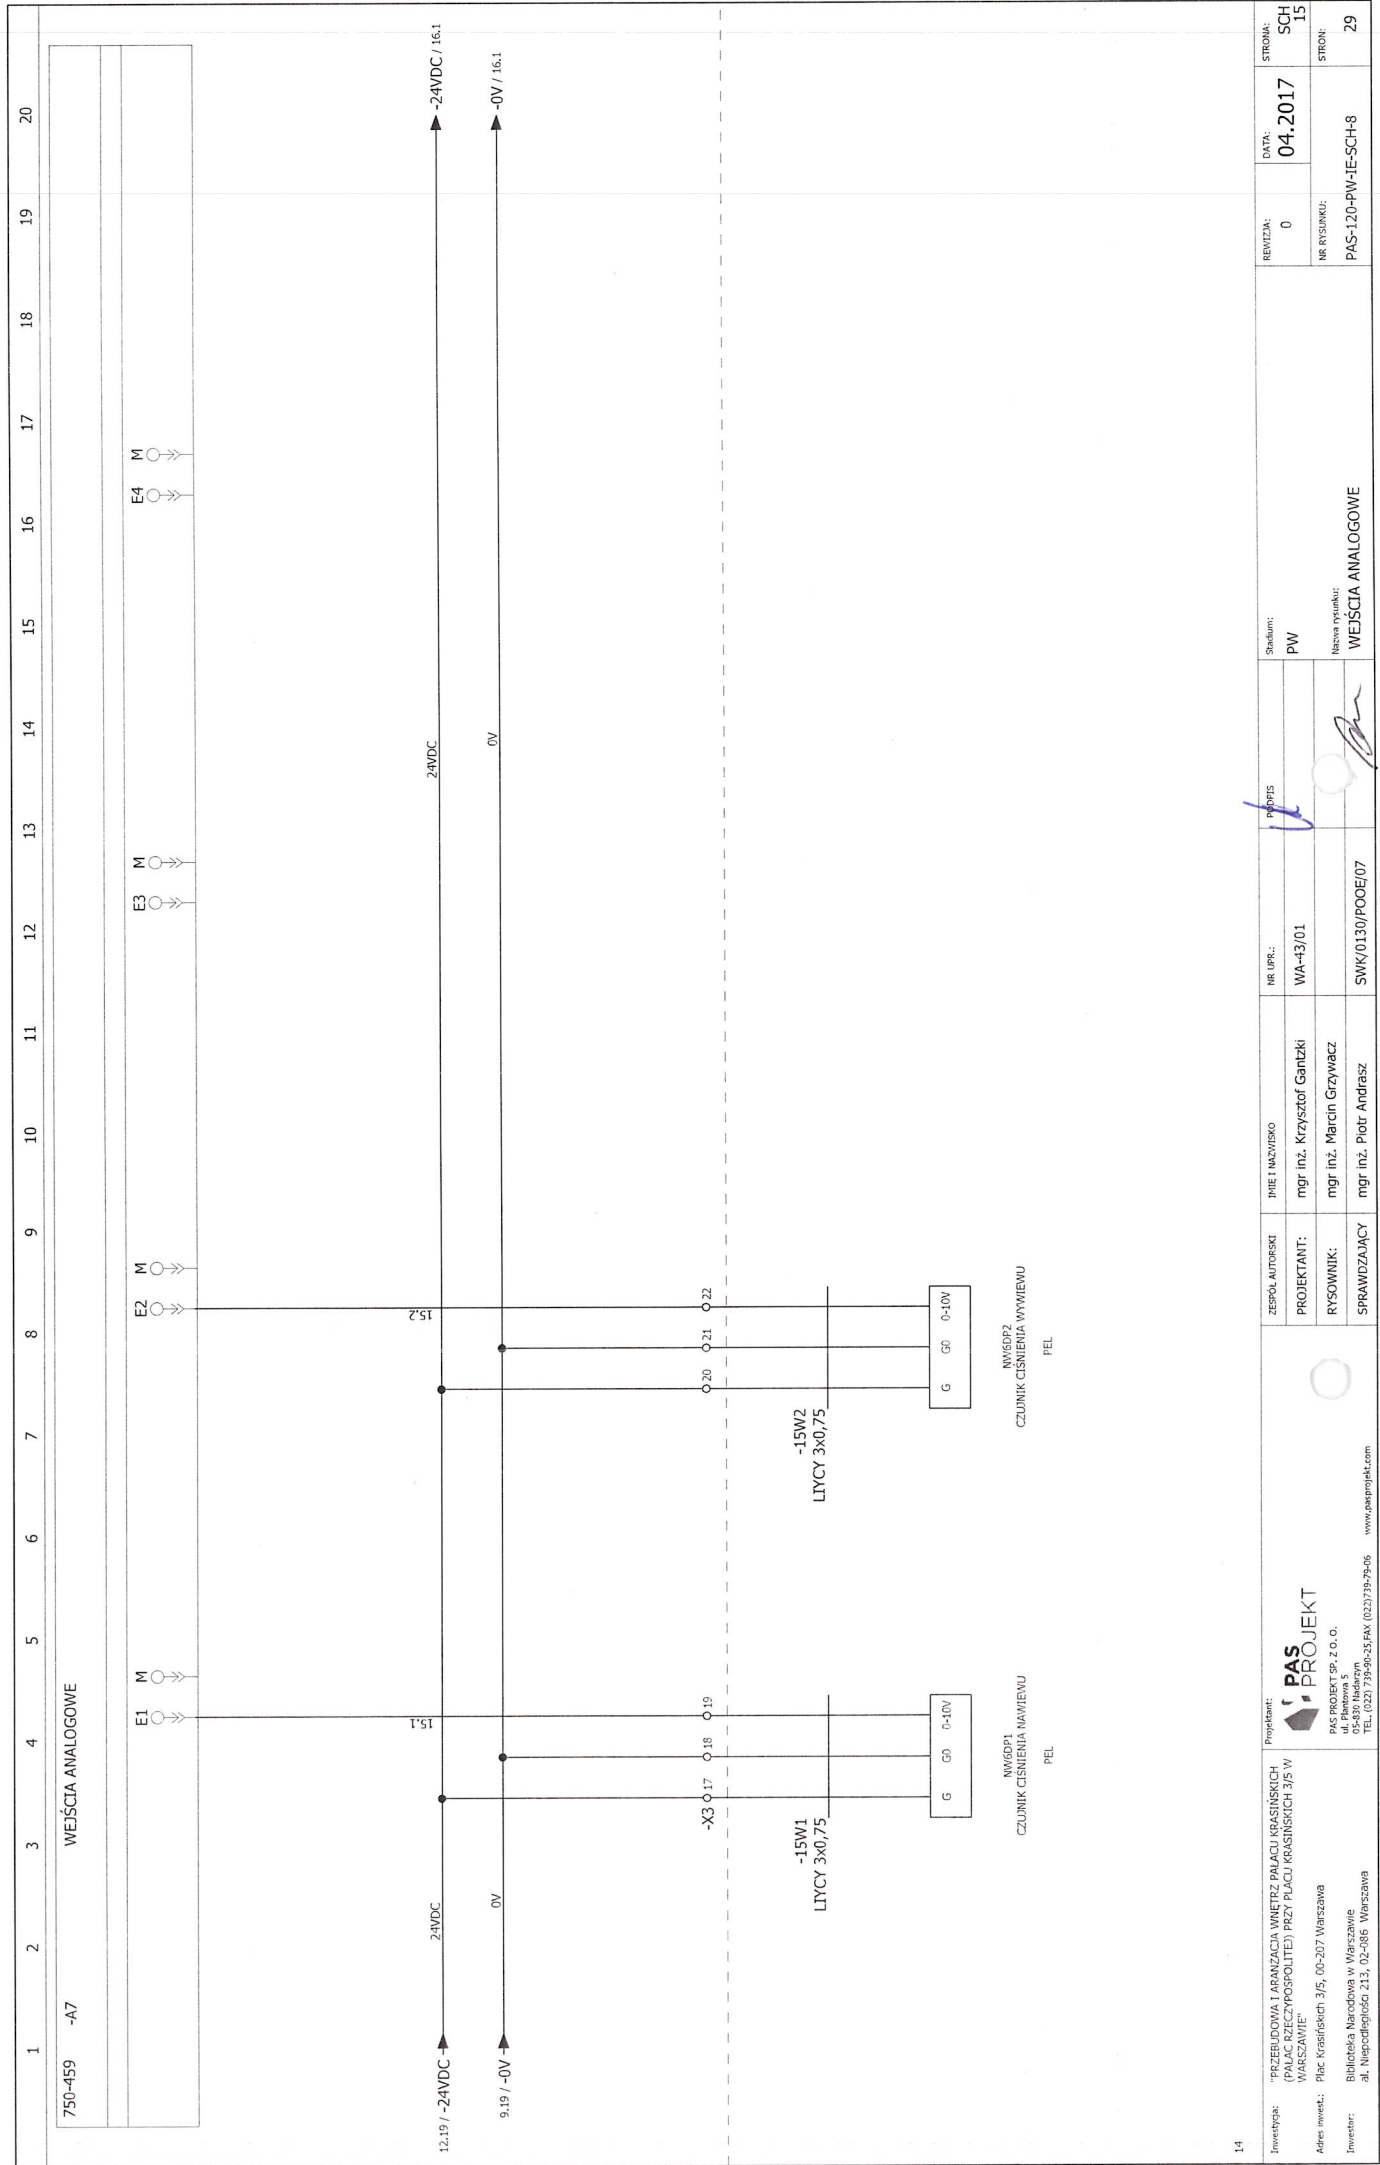 1 2 3 4 5 6 7 8 9 10 11 12 13 14 15 16 17 18 19 20
750-459 -A7 WEJŚCIA ANALOGOWE
E1 M E2 M E3 M E4 M
15.1
15.2
12.19 / -24VDC
24VDC
24VDC
-24VDC / 16.1
9.19 / -0V
0V
0V
-0V / 16.1
-X3 17 18 19
20 21 22
-15W1
LIYCY 3x0,75
-15W2
LIYCY 3x0,75
G G0 0-10V
G G0 0-10V
NW6DP1
CZUJNIK CIŚNIENIA NAWIEWU
PEL
NW6DP2
CZUJNIK CIŚNIENIA WYWIEWU
PEL
14
Inwestycja:
"PRZEBUDOWA I ARANŻACJA WNĘTRZ PAŁACU KRASIŃSKICH
(PAŁAC RZECZYPOSPOLITEJ) PRZY PLACU KRASIŃSKICH 3/5 W
WARSZAWIE"
Adres inwest.: Plac Krasińskich 3/5, 00-207 Warszawa
Inwestor:
Biblioteka Narodowa w Warszawie
al. Niepodległości 213, 02-086 Warszawa
Projektant:
PAS
PROJEKT
PAS PROJEKT SP. Z O. O.
ul. Plantowa 5
05-830 Nadarzyn
TEL. (022) 739-90-25,FAX (022)739-79-06 www.pasprojekt.com
ZESPÓŁ AUTORSKI IMIĘ I NAZWISKO NR UPR.: PODPIS
PROJEKTANT: mgr inż. Krzysztof Gantzki WA-43/01
RYSOWNIK: mgr inż. Marcin Grzywacz
SPRAWDZAJĄCY mgr inż. Piotr Andrasz SWK/0130/POOE/07
Stadium:
PW
Nazwa rysunku:
WEJŚCIA ANALOGOWE
REWIZJA:
0
DATA:
04.2017
STRONA:
SCH
15
NR RYSUNKU:
PAS-120-PW-IE-SCH-8
STRON:
29